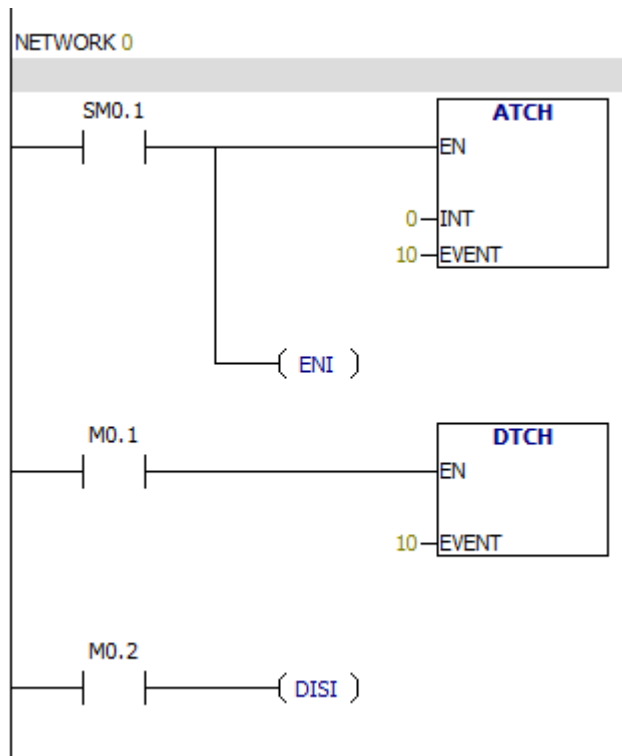 NETWORK 0
SM0.1
ATCH
EN
0 INT
10 EVENT
( ENI )
M0.1
DTCH
EN
10 EVENT
M0.2
( DISI )